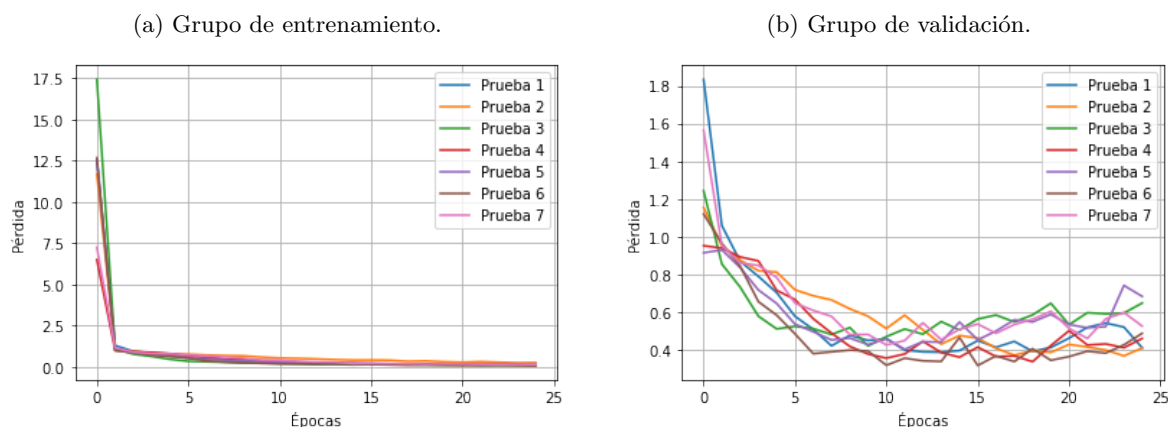 (a) Grupo de entrenamiento.
17.5
15.0
12.5
10.0
7.5
5.0
2.5
0.0
Pérdida
0
5
10
15
20
25
Épocas
Prueba 1
Prueba 2
Prueba 3
Prueba 4
Prueba 5
Prueba 6
Prueba 7
(b) Grupo de validación.
1.8
1.6
1.4
1.2
1.0
0.8
0.6
0.4
Pérdida
0
5
10
15
20
25
Épocas
Prueba 1
Prueba 2
Prueba 3
Prueba 4
Prueba 5
Prueba 6
Prueba 7